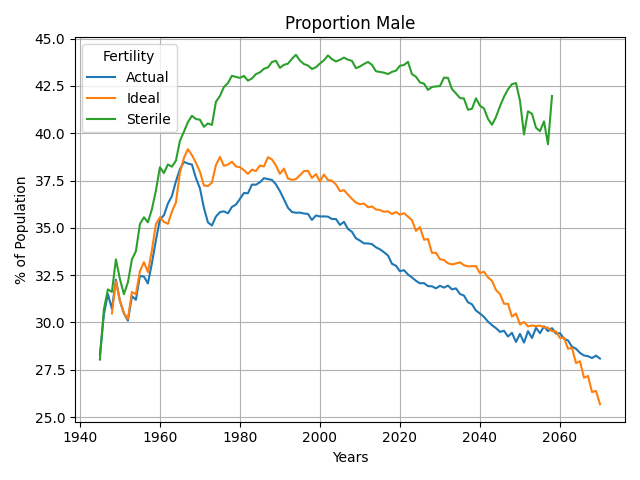 Proportion Male
45.0
42.5
40.0
37.5
35.0
32.5
30.0
27.5
25.0
% of Population
Fertility
Actual
Ideal
Sterile
1940 1960 1980 2000 2020 2040 2060
Years